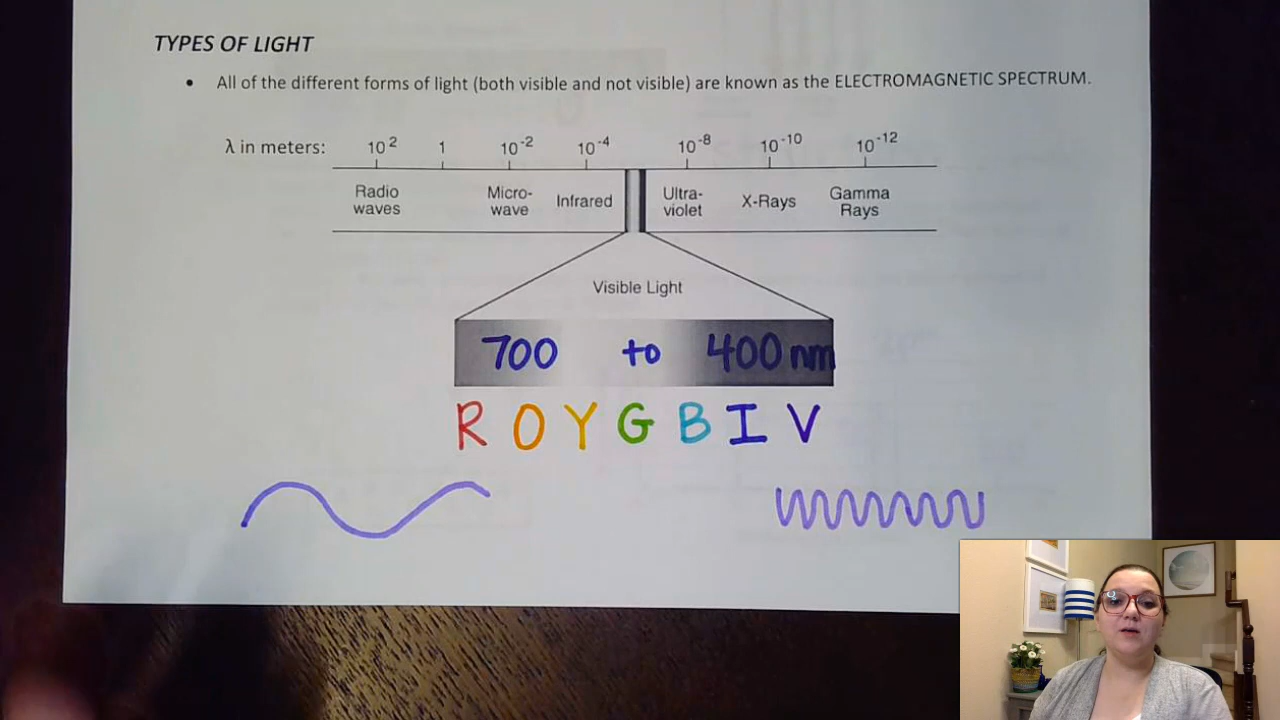 TYPES OF LIGHT
• All of the different forms of light (both visible and not visible) are known as the ELECTROMAGNETIC SPECTRUM.
λ in meters: 10² 1 10⁻² 10⁻⁴ 10⁻⁸ 10⁻¹⁰ 10⁻¹²
Radio Micro- Infrared Ultra- X-Rays Gamma
waves wave violet Rays
Visible Light
700 to 400 nm
R O Y G B I V